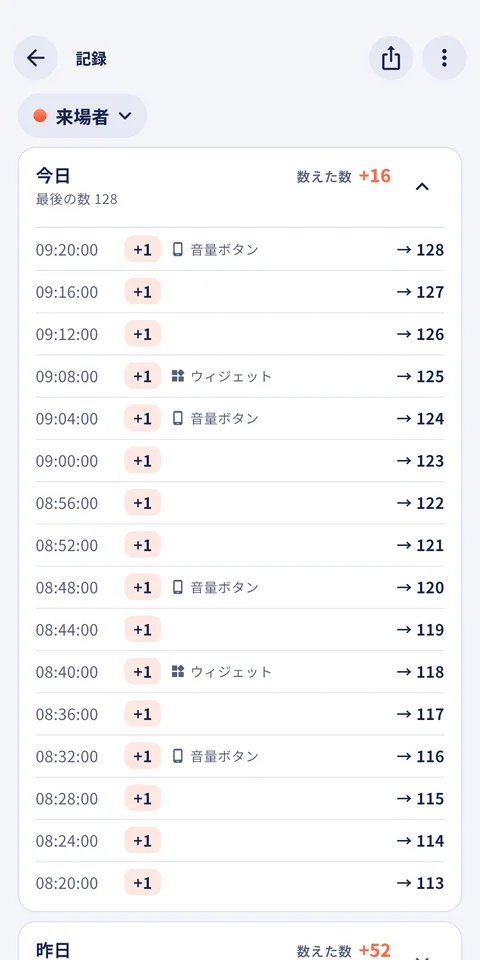 記録
来場者
今日 数えた数 +16
最後の数 128
09:20:00 +1 音量ボタン → 128
09:16:00 +1 → 127
09:12:00 +1 → 126
09:08:00 +1 ウィジェット → 125
09:04:00 +1 音量ボタン → 124
09:00:00 +1 → 123
08:56:00 +1 → 122
08:52:00 +1 → 121
08:48:00 +1 音量ボタン → 120
08:44:00 +1 → 119
08:40:00 +1 ウィジェット → 118
08:36:00 +1 → 117
08:32:00 +1 音量ボタン → 116
08:28:00 +1 → 115
08:24:00 +1 → 114
08:20:00 +1 → 113
昨日 数えた数 +52